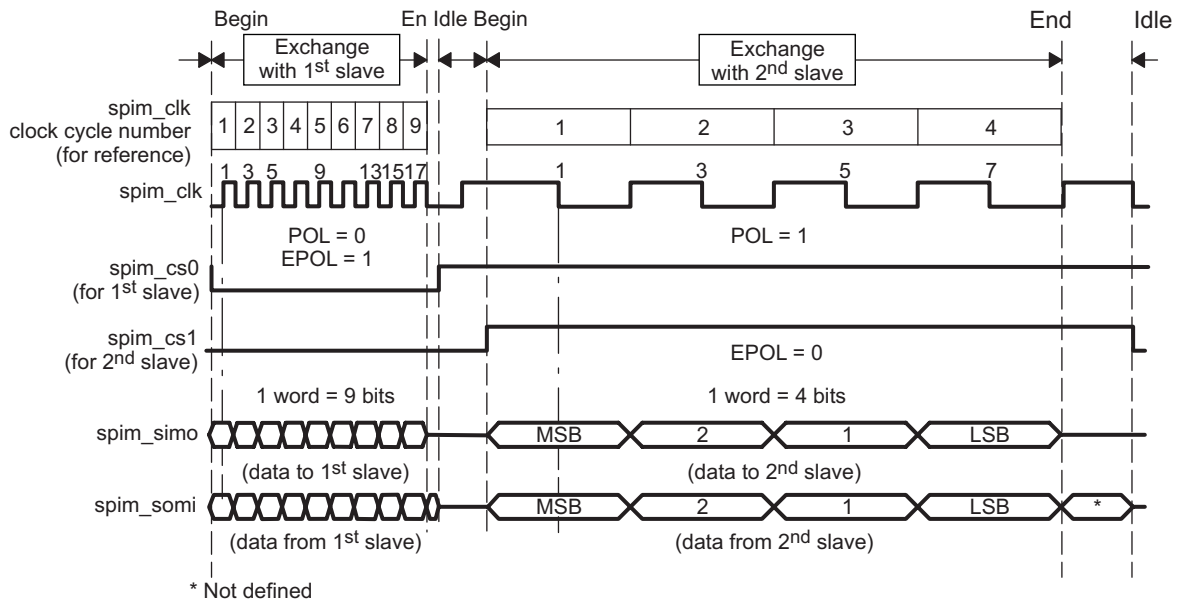 Begin En Idle Begin End Idle
Exchange with 1st slave
Exchange with 2nd slave
spim_clk
clock cycle number
(for reference)
1 2 3 4 5 6 7 8 9 1 2 3 4
1 3 5 9 13 15 17 1 3 5 7
spim_clk
POL = 0 POL = 1
EPOL = 1
spim_cs0
(for 1st slave)
spim_cs1
(for 2nd slave)
EPOL = 0
1 word = 9 bits 1 word = 4 bits
spim_simo MSB 2 1 LSB
(data to 1st slave) (data to 2nd slave)
spim_somi MSB 2 1 LSB *
(data from 1st slave) (data from 2nd slave)
* Not defined